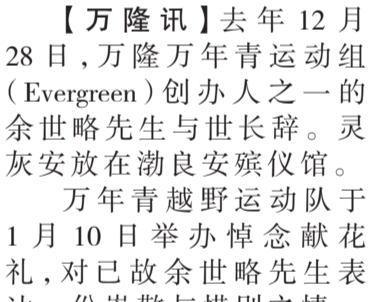 【万隆讯】去年12月
28日,万隆万年青运动组
(Evergreen)创办人之一的
余世略先生与世长辞。灵
灰安放在渤良安殡仪馆。
万年青越野运动队于
1月10日举办悼念献花
礼,对已故余世略先生表